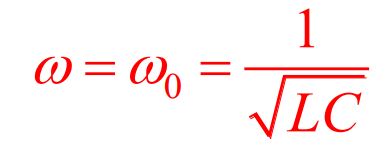 ω = ω₀ = 1/√LC